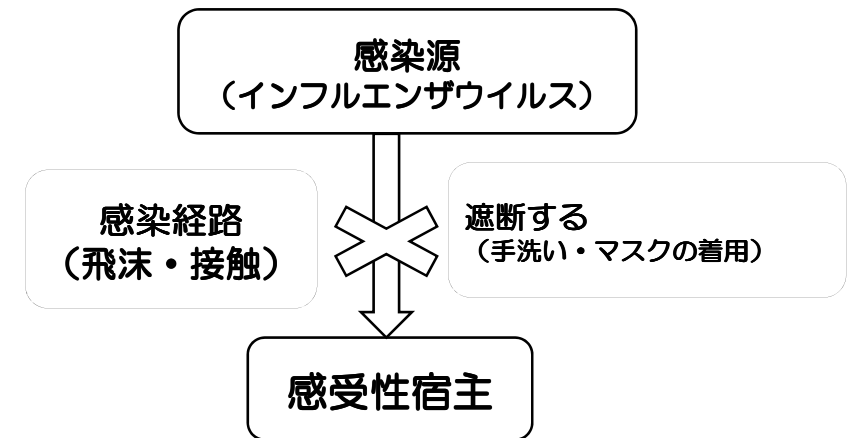 感染源
（インフルエンザウイルス）
感染経路
（飛沫・接触）
遮断する
（手洗い・マスクの着用）
感受性宿主